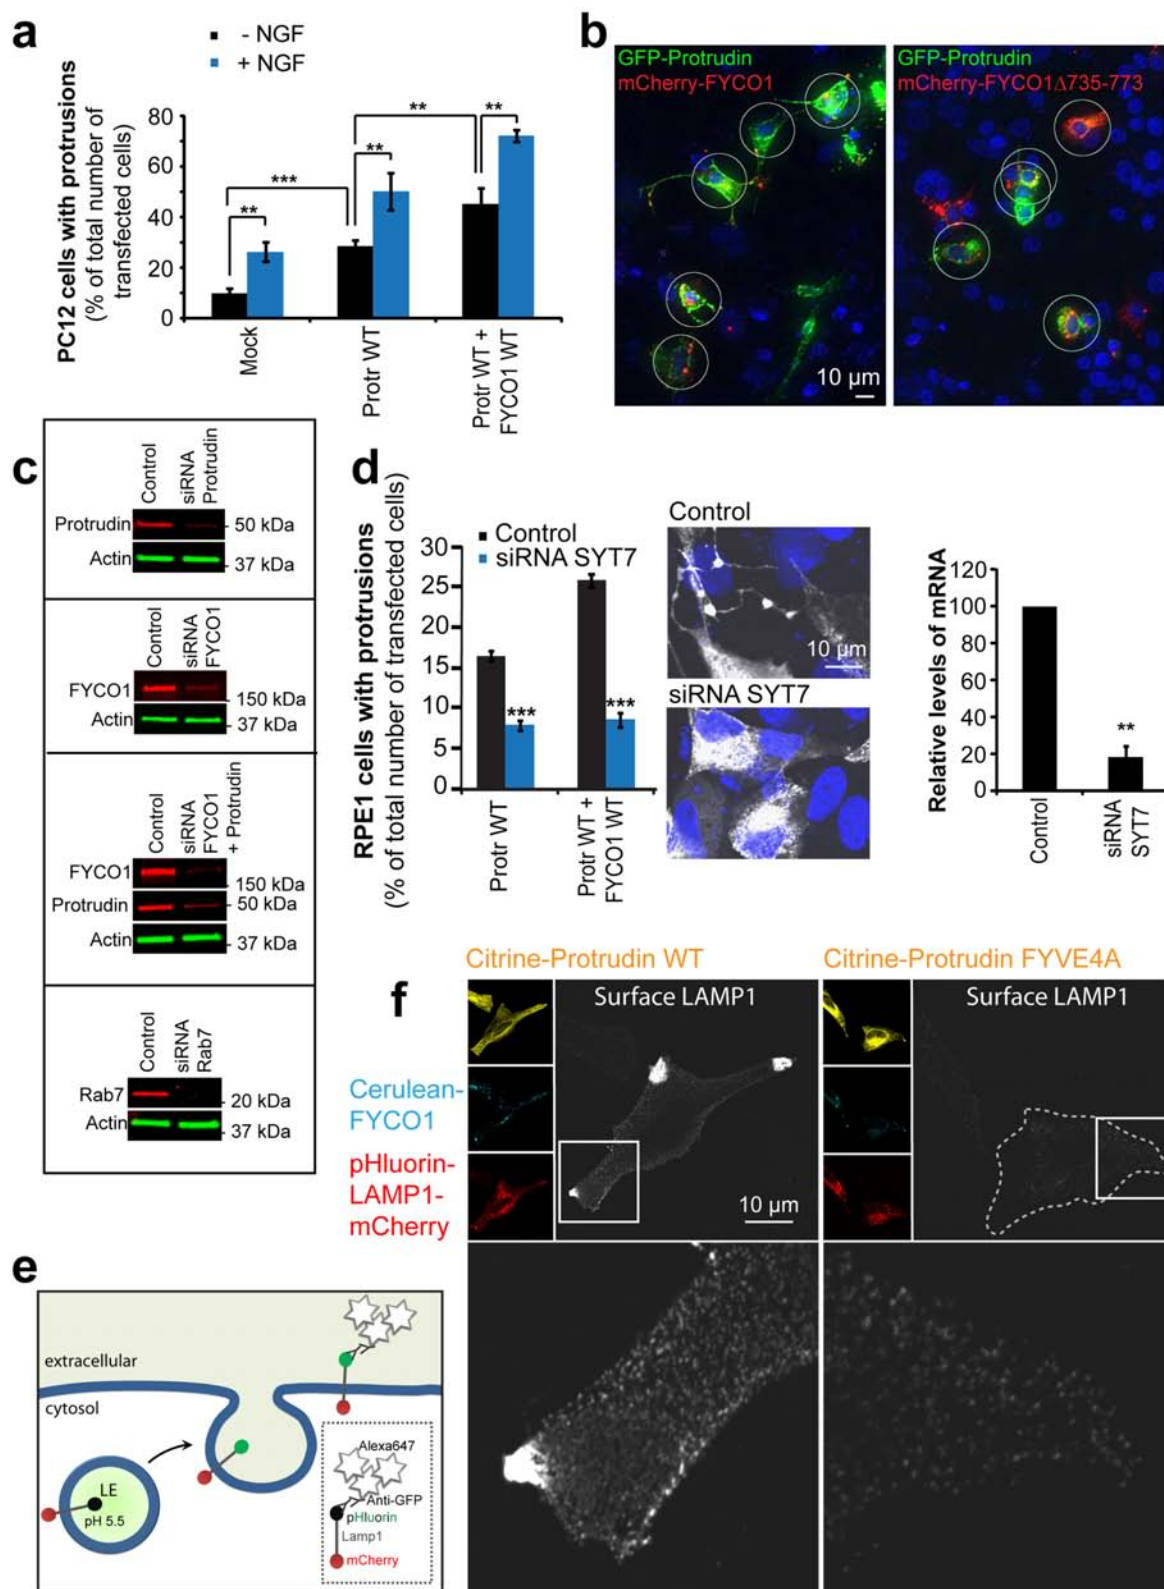 a
- NGF
+ NGF
PC12 cells with protrusions
(% of total number of
transfected cells)
80
60
40
20
0
***
**
**
**
**
Mock
Protr WT
Protr WT +
FYCO1 WT
b
GFP-Protrudin
mCherry-FYCO1
10 µm
GFP-Protrudin
mCherry-FYCO1Δ735-773
c
Control
siRNA
Protrudin
Protrudin
- 50 kDa
Actin
- 37 kDa
Control
siRNA
FYCO1
FYCO1
- 150 kDa
Actin
- 37 kDa
Control
siRNA
FYCO1
+ Protrudin
FYCO1
- 150 kDa
Protrudin
- 50 kDa
Actin
- 37 kDa
Control
siRNA
Rab7
Rab7
- 20 kDa
Actin
- 37 kDa
d
RPE1 cells with protrusions
(% of total number of transfected cells)
Control
siRNA SYT7
30
25
20
15
10
5
0
***
***
Protr WT
Protr WT +
FYCO1 WT
Control
10 µm
siRNA SYT7
Relative levels of mRNA
120
100
80
60
40
20
0
**
Control
siRNA
SYT7
e
extracellular
cytosol
LE
pH 5.5
Alexa647
Anti-GFP
pHluorin
Lamp1
mCherry
f
Citrine-Protrudin WT
Citrine-Protrudin FYVE4A
Surface LAMP1
Surface LAMP1
Cerulean-
FYCO1
pHluorin-
LAMP1-
mCherry
10 µm